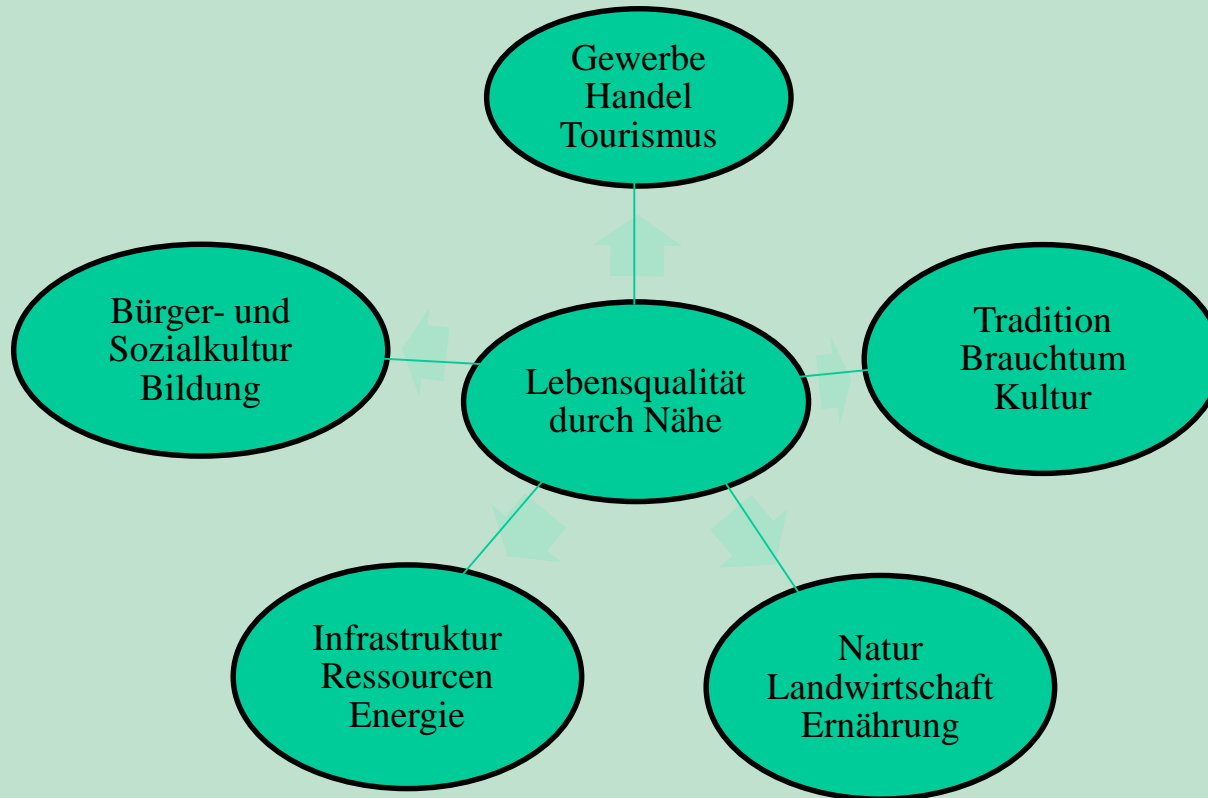 Gewerbe
Handel
Tourismus
Bürger- und
Sozialkultur
Bildung
Lebensqualität
durch Nähe
Tradition
Brauchtum
Kultur
Infrastruktur
Ressourcen
Energie
Natur
Landwirtschaft
Ernährung